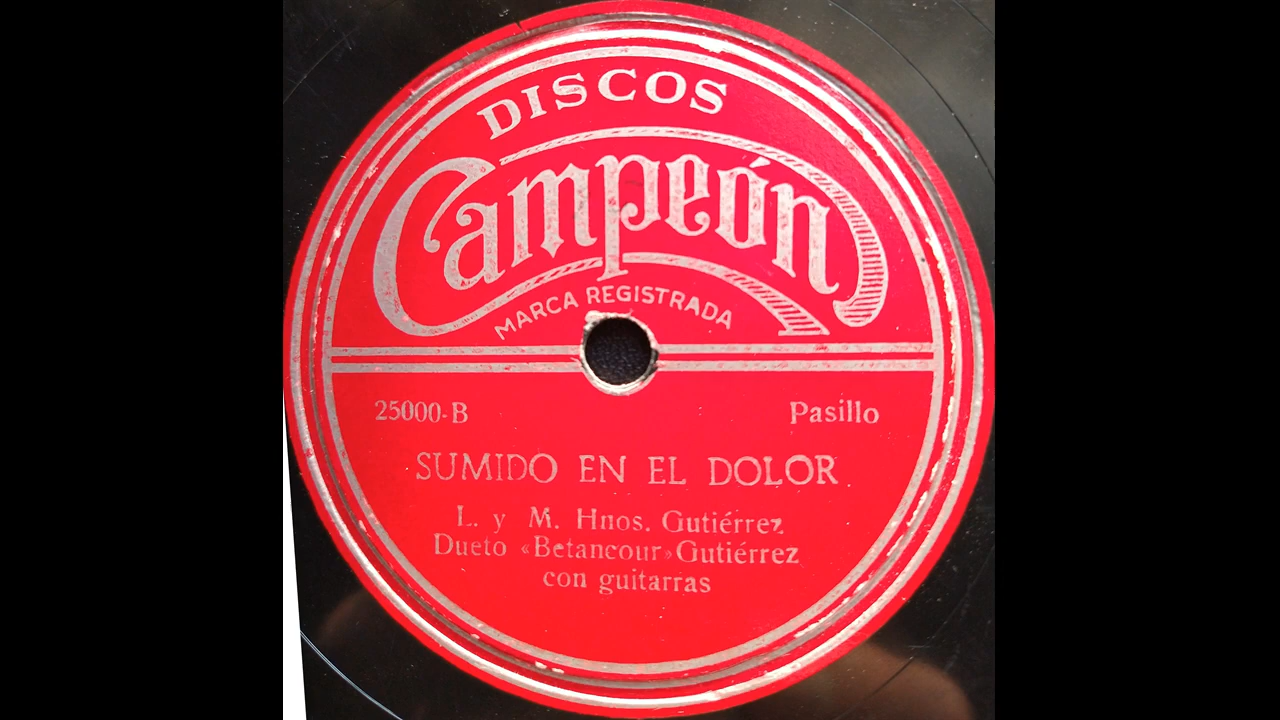 DISCOS
Campeón
MARCA REGISTRADA
25000-B Pasillo
SUMIDO EN EL DOLOR
L. y M. Hnos. Gutiérrez
Dueto «Betancour» Gutiérrez
con guitarras